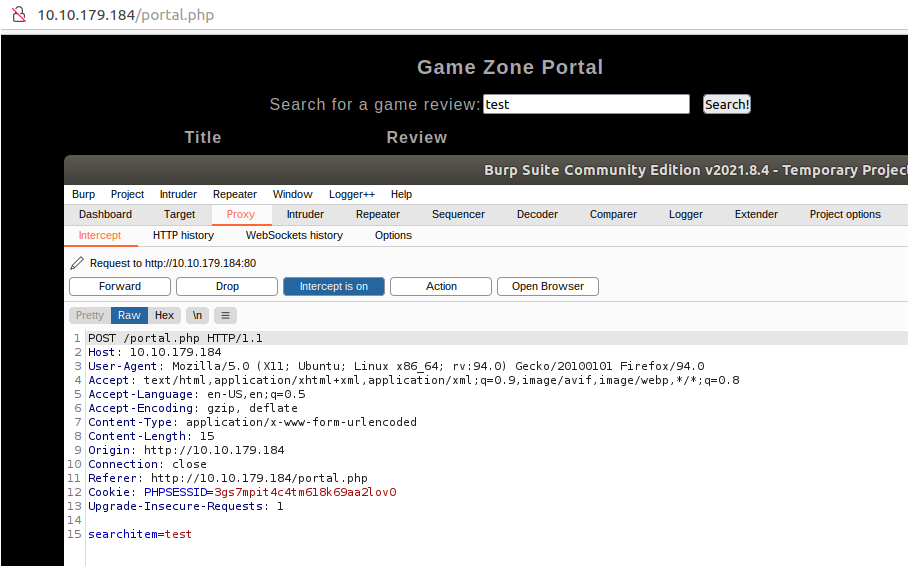 10.10.179.184/portal.php
Game Zone Portal
Search for a game review: test Search!
Title Review
Burp Suite Community Edition v2021.8.4 - Temporary Projec
Burp Project Intruder Repeater Window Logger++ Help
Dashboard Target Proxy Intruder Repeater Sequencer Decoder Comparer Logger Extender Project options
Intercept HTTP history WebSockets history Options
Request to http://10.10.179.184:80
Forward Drop Intercept is on Action Open Browser
Pretty Raw Hex \n ≡
1 POST /portal.php HTTP/1.1
2 Host: 10.10.179.184
3 User-Agent: Mozilla/5.0 (X11; Ubuntu; Linux x86_64; rv:94.0) Gecko/20100101 Firefox/94.0
4 Accept: text/html,application/xhtml+xml,application/xml;q=0.9,image/avif,image/webp,*/*;q=0.8
5 Accept-Language: en-US,en;q=0.5
6 Accept-Encoding: gzip, deflate
7 Content-Type: application/x-www-form-urlencoded
8 Content-Length: 15
9 Origin: http://10.10.179.184
10 Connection: close
11 Referer: http://10.10.179.184/portal.php
12 Cookie: PHPSESSID=3gs7mpit4c4tm618k69aa2lov0
13 Upgrade-Insecure-Requests: 1
14
15 searchitem=test